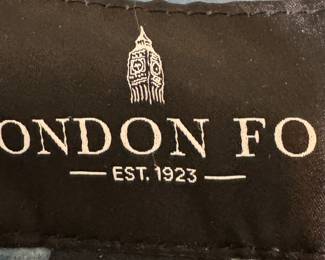 ONDON FO
— EST. 1923 —